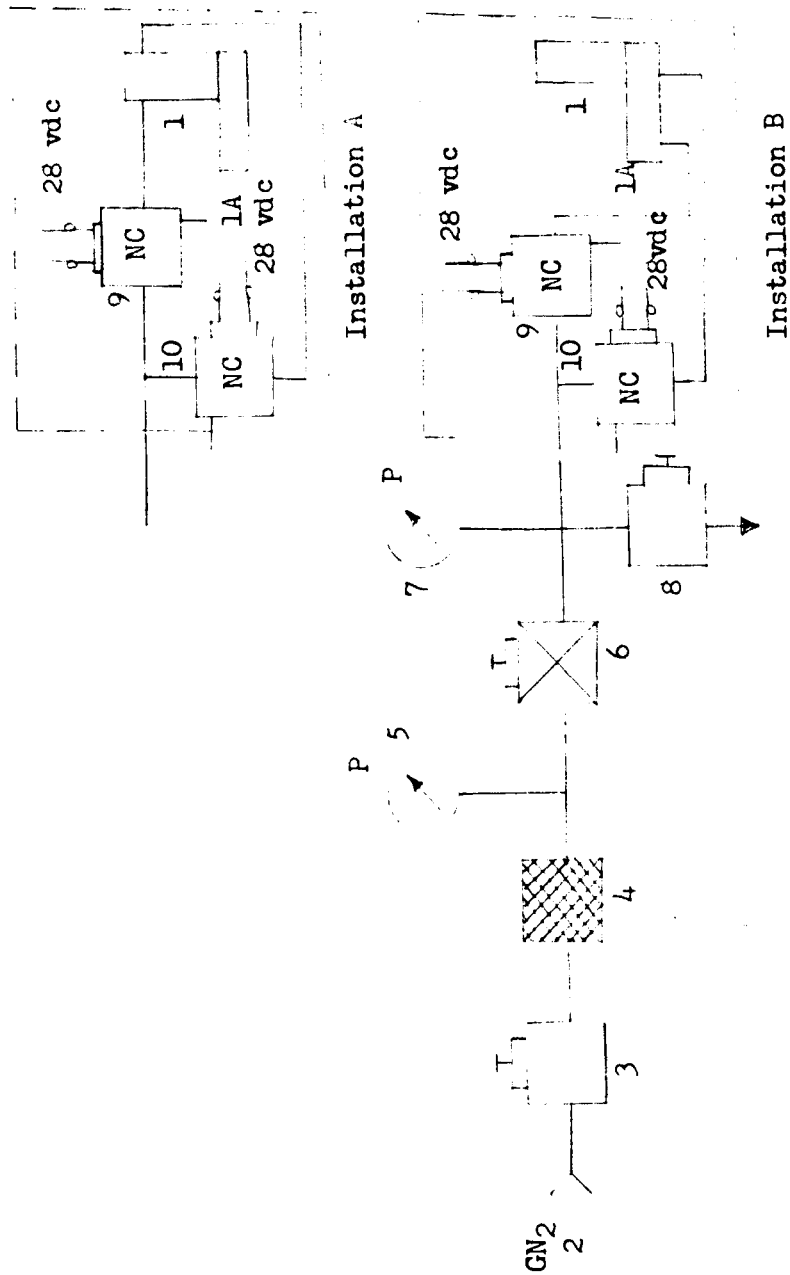 28 vdc
9
NC
1
10
NC
1A
28 vdc
Installation A
GN2
2
3
4
P
5
6
P
7
8
28 vdc
9
NC
1
10
NC
1A
28vdc
Installation B